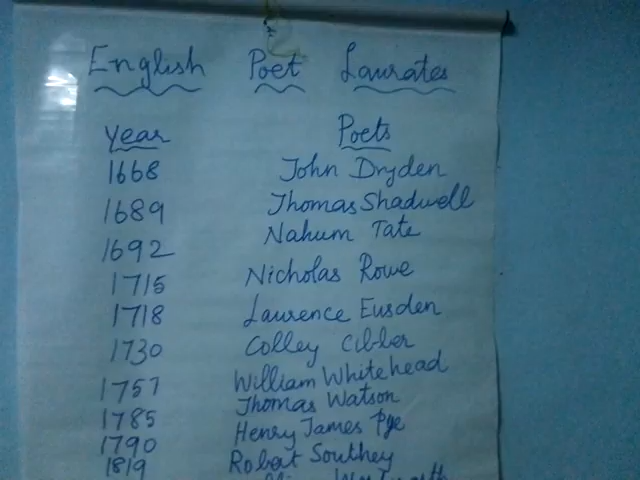 English Poet Laurates
Year Poets
1668 John Dryden
1689 Thomas Shadwell
1692 Nahum Tate
1715 Nicholas Rowe
1718 Laurence Eusden
1730 Colley Cibber
1757 William Whitehead
1785 Thomas Watson
1790 Henry James Pye
1819 Robert Southey